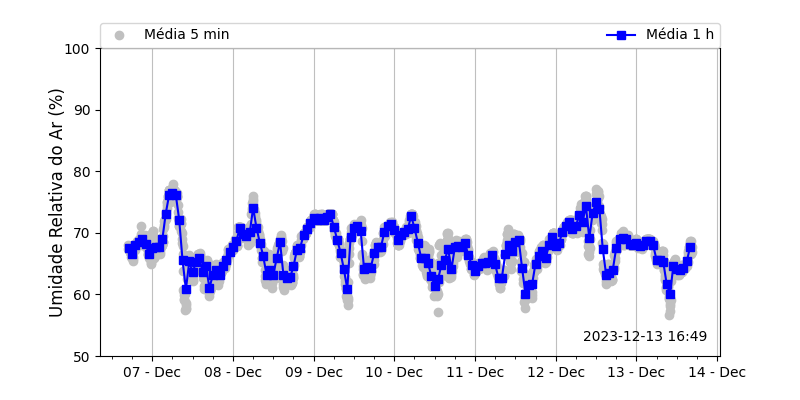 Média 5 min Média 1 h
Umidade Relativa do Ar (%)
100
90
80
70
60
50
2023-12-13 16:49
07 - Dec 08 - Dec 09 - Dec 10 - Dec 11 - Dec 12 - Dec 13 - Dec 14 - Dec